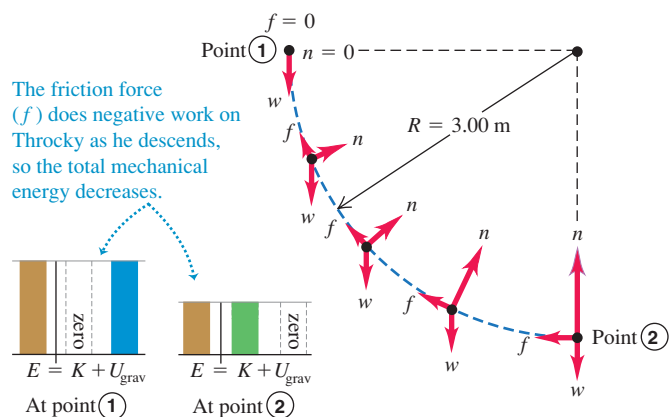 f = 0
Point 1 n = 0
w
The friction force
(f) does negative work on
Throcky as he descends,
so the total mechanical
energy decreases.
R = 3.00 m
f
n
w
f
n
w
f
n
w
n
f
Point 2
w
zero
E = K + Ugrav
At point 1
zero
E = K + Ugrav
At point 2